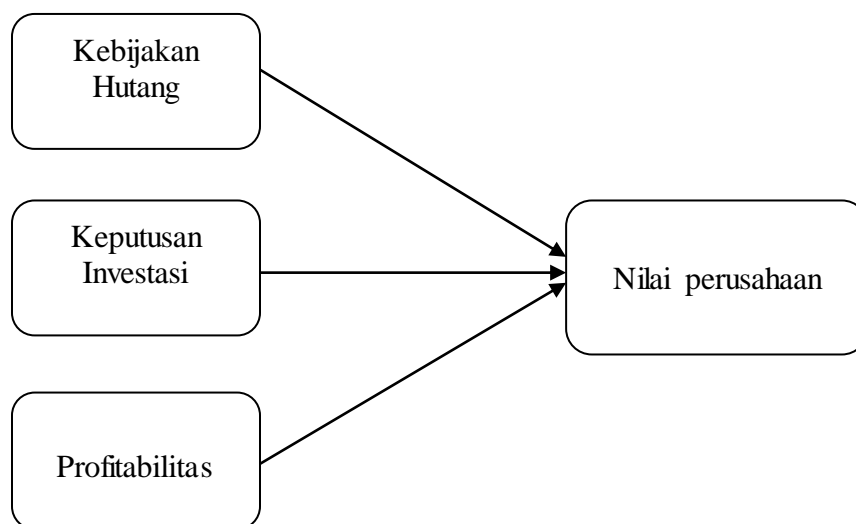 Kebijakan
Hutang
Keputusan
Investasi
Nilai perusahaan
Profitabilitas